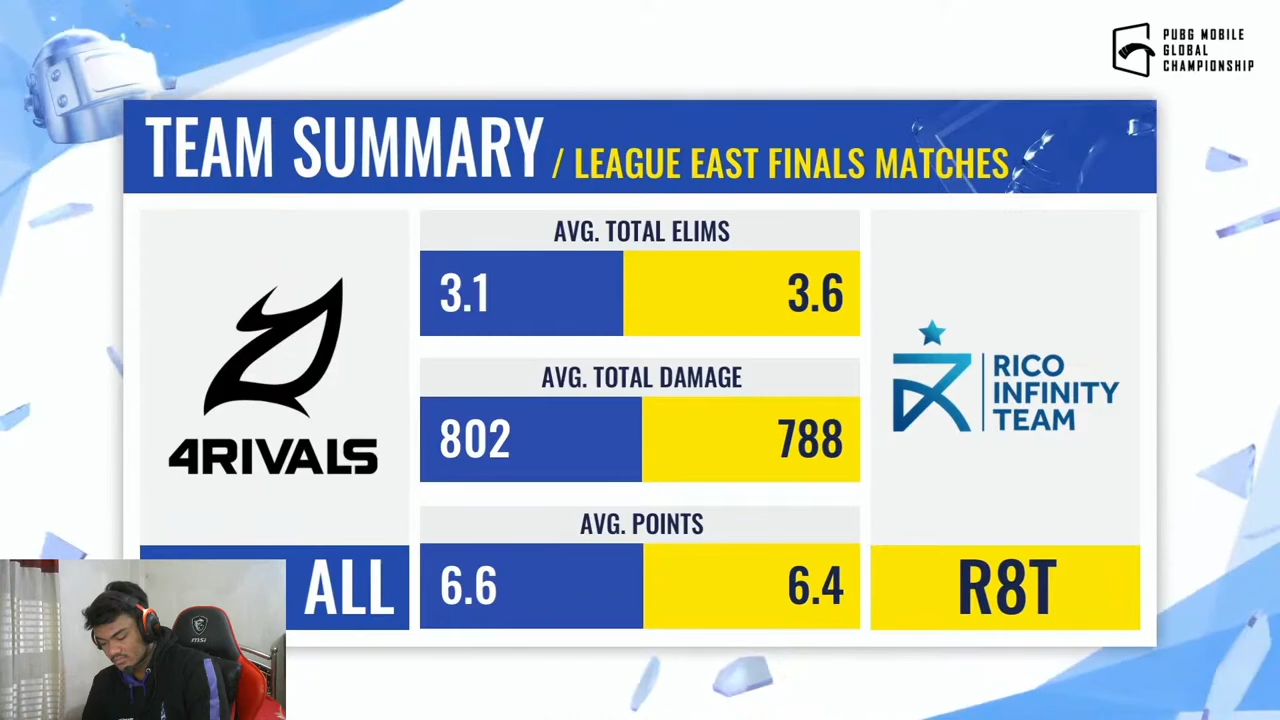 PUBG MOBILE
GLOBAL
CHAMPIONSHIP
TEAM SUMMARY / LEAGUE EAST FINALS MATCHES
AVG. TOTAL ELIMS
3.1 3.6
AVG. TOTAL DAMAGE
802 788
AVG. POINTS
6.6 6.4
4RIVALS
ALL
RICO
INFINITY
TEAM
R8T
msi